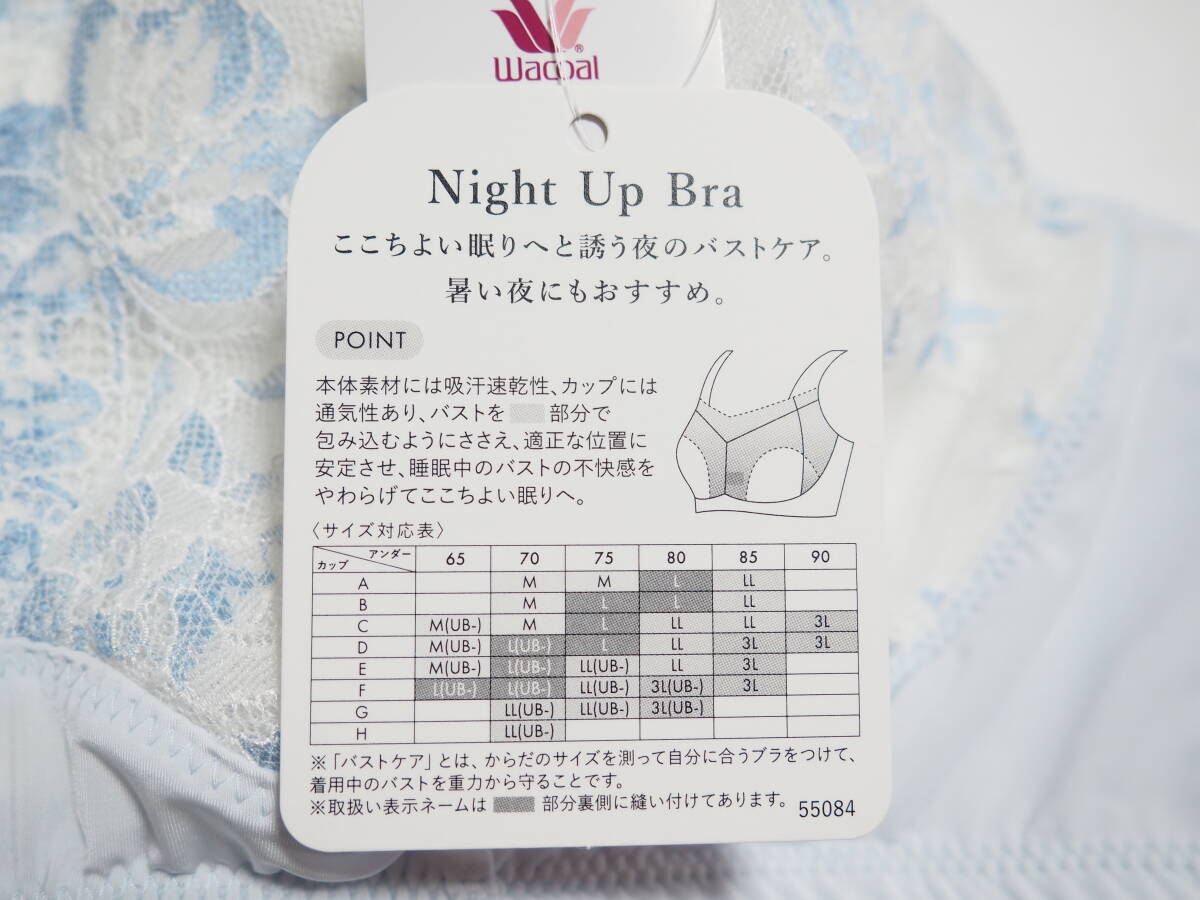 Wacoal
Night Up Bra
ここちよい眠りへと誘う夜のバストケア。
暑い夜にもおすすめ。
POINT
本体素材には吸汗速乾性、カップには
通気性あり、バストを 部分で
包み込むようにささえ、適正な位置に
安定させ、睡眠中のバストの不快感を
やわらげてここちよい眠りへ。
〈サイズ対応表〉
カップ アンダー 65 70 75 80 85 90
A M M L LL
B M L L LL
C M(UB-) M L LL LL 3L
D M(UB-) L(UB-) L LL 3L 3L
E M(UB-) L(UB-) LL(UB-) LL 3L
F L(UB-) L(UB-) LL(UB-) 3L(UB-) 3L
G LL(UB-) LL(UB-) 3L(UB-)
H LL(UB-)
※「バストケア」とは、からだのサイズを測って自分に合うブラをつけて、
着用中のバストを重力から守ることです。
※取扱い表示ネームは 部分裏側に縫い付けてあります。 55084